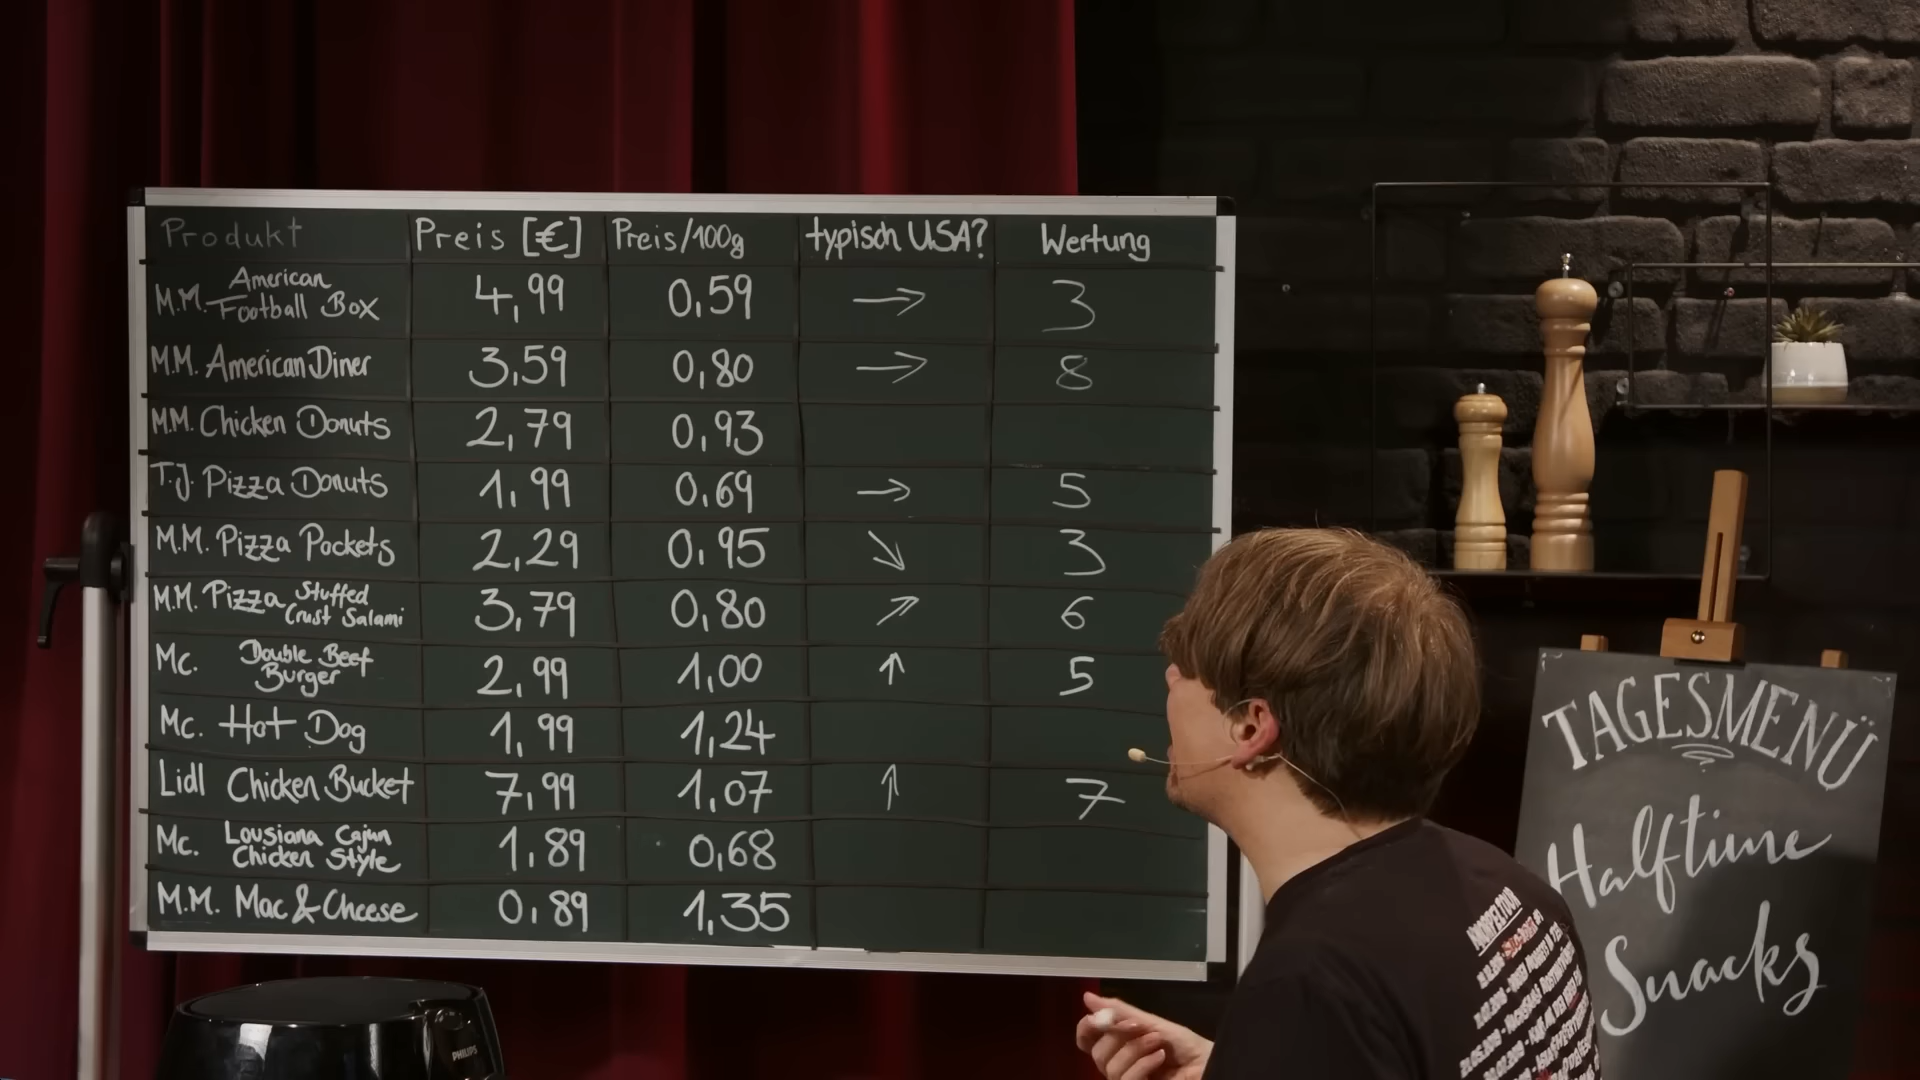 Produkt Preis [€] Preis/100g typisch USA? Wertung
M.M. American Football Box 4,99 0,59 → 3
M.M. American Diner 3,59 0,80 → 8
M.M. Chicken Donuts 2,79 0,93
T.J. Pizza Donuts 1,99 0,69 → 5
M.M. Pizza Pockets 2,29 0,95 ↘ 3
M.M. Pizza Stuffed Crust Salami 3,79 0,80 ↗ 6
Mc. Double Beef Burger 2,99 1,00 ↑ 5
Mc. Hot Dog 1,99 1,24
Lidl Chicken Bucket 7,99 1,07 ↑ 7
Mc. Lousiana Cajun Chicken Style 1,89 0,68
M.M. Mac & Cheese 0,89 1,35
TAGESMENÜ
Halftime
Snacks
PHILIPS